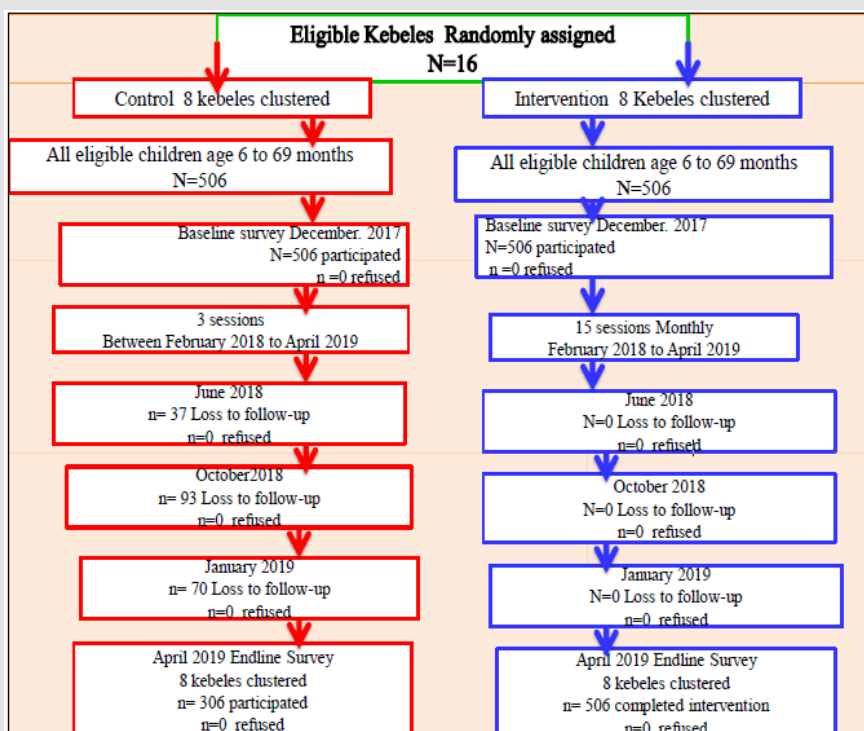 Eligible Kebeles Randomly assigned
N=16
Control 8 kebeles clustered
Intervention 8 Kebeles clustered
All eligible children age 6 to 69 months
N=506
All eligible children age 6 to 69 months
N=506
Baseline survey December. 2017
N=506 participated
n =0 refused
Baseline survey December. 2017
N=506 participated
n =0 refused
3 sessions
Between February 2018 to April 2019
15 sessions Monthly
February 2018 to April 2019
June 2018
n= 37 Loss to follow-up
n=0 refused
June 2018
N=0 Loss to follow-up
n=0 refused
October2018
n= 93 Loss to follow-up
n=0 refused
October 2018
N=0 Loss to follow-up
n=0 refused
January 2019
n= 70 Loss to follow-up
n=0 refused
January 2019
N=0 Loss to follow-up
n=0 refused
April 2019 Endline Survey
8 kebeles clustered
n= 306 participated
n=0 refused
April 2019 Endline Survey
8 kebeles clustered
n= 506 completed intervention
n=0 refused